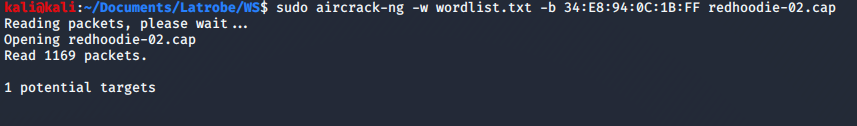 kali@kali:~/Documents/Latrobe/WS$ sudo aircrack-ng -w wordlist.txt -b 34:E8:94:0C:1B:FF redhoodie-02.cap
Reading packets, please wait...
Opening redhoodie-02.cap
Read 1169 packets.
1 potential targets